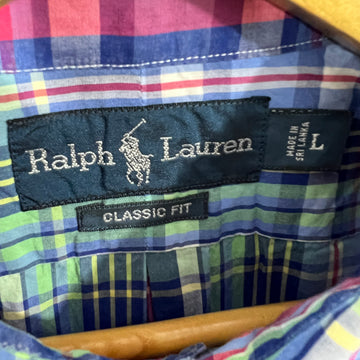 Ralph Lauren
CLASSIC FIT
MADE IN
SRI LANKA
L